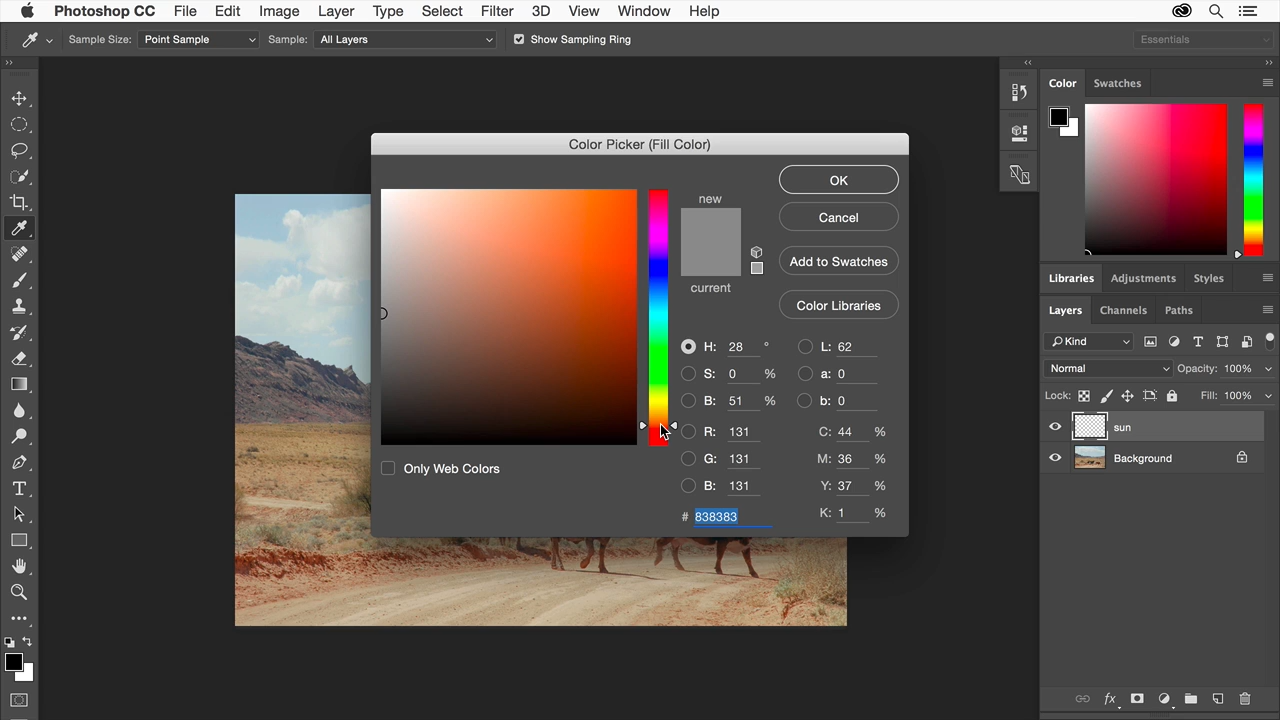 Photoshop CC File Edit Image Layer Type Select Filter 3D View Window Help
Sample Size: Point Sample Sample: All Layers Show Sampling Ring Essentials
Color Swatches
Color Picker (Fill Color)
OK
new
Cancel
Add to Swatches
current
Color Libraries
H: 28 ° L: 62
S: 0 % a: 0
B: 51 % b: 0
R: 131 C: 44 %
G: 131 M: 36 %
B: 131 Y: 37 %
# 838383 K: 1 %
Only Web Colors
Libraries Adjustments Styles
Layers Channels Paths
Kind
Normal Opacity: 100%
Lock: Fill: 100%
sun
Background